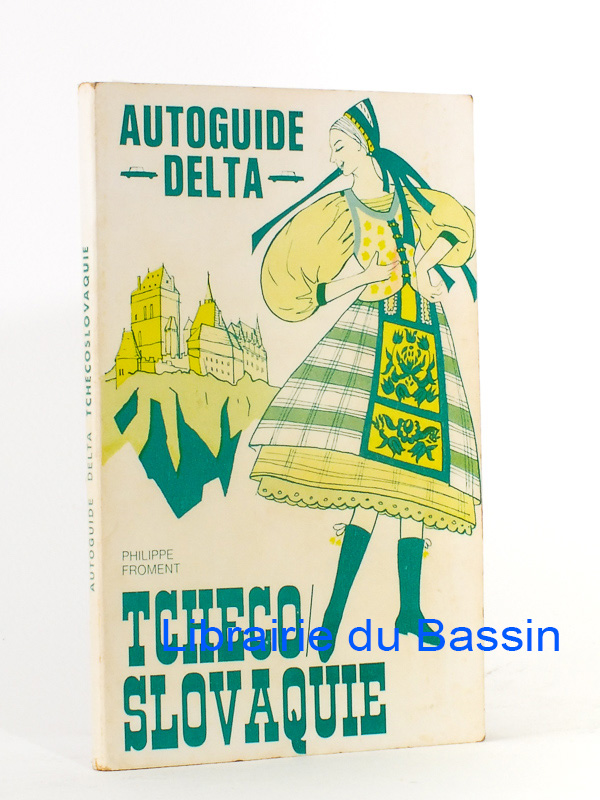 AUTOGUIDE
DELTA
AUTOGUIDE DELTA TCHECOSLOVAQUIE
PHILIPPE
FROMENT
TCHECO/
SLOVAQUIE
Librairie du Bassin